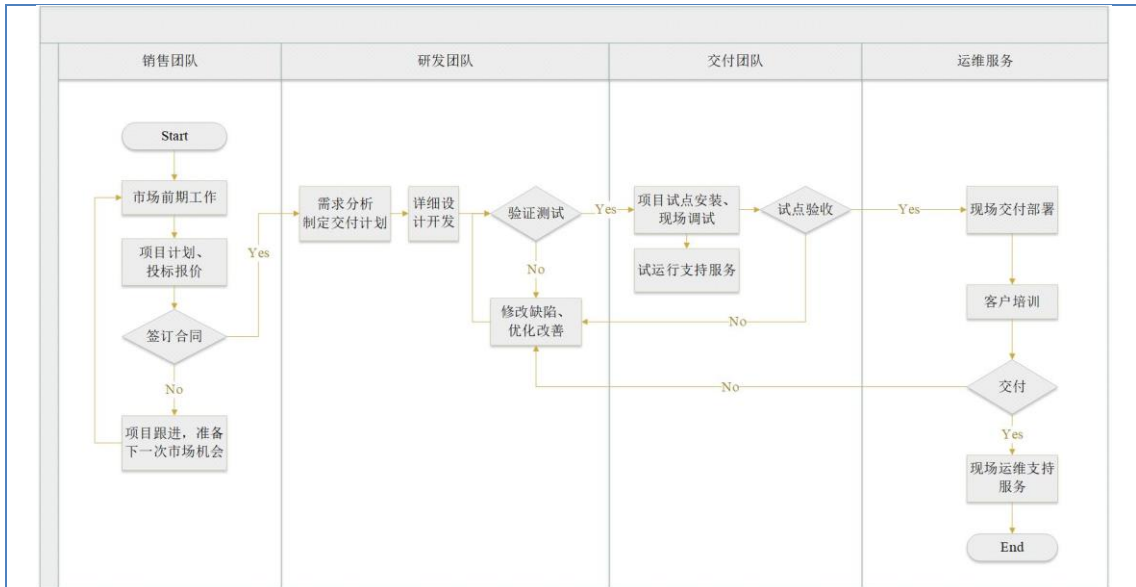 销售团队
研发团队
交付团队
运维服务
Start
市场前期工作
项目计划、
投标报价
签订合同
Yes
No
项目跟进，准备
下一次市场机会
需求分析
制定交付计划
详细设
计开发
验证测试
Yes
No
修改缺陷、
优化改善
项目试点安装、
现场调试
试运行支持服务
试点验收
Yes
No
现场交付部署
客户培训
交付
No
Yes
现场运维支持
服务
End